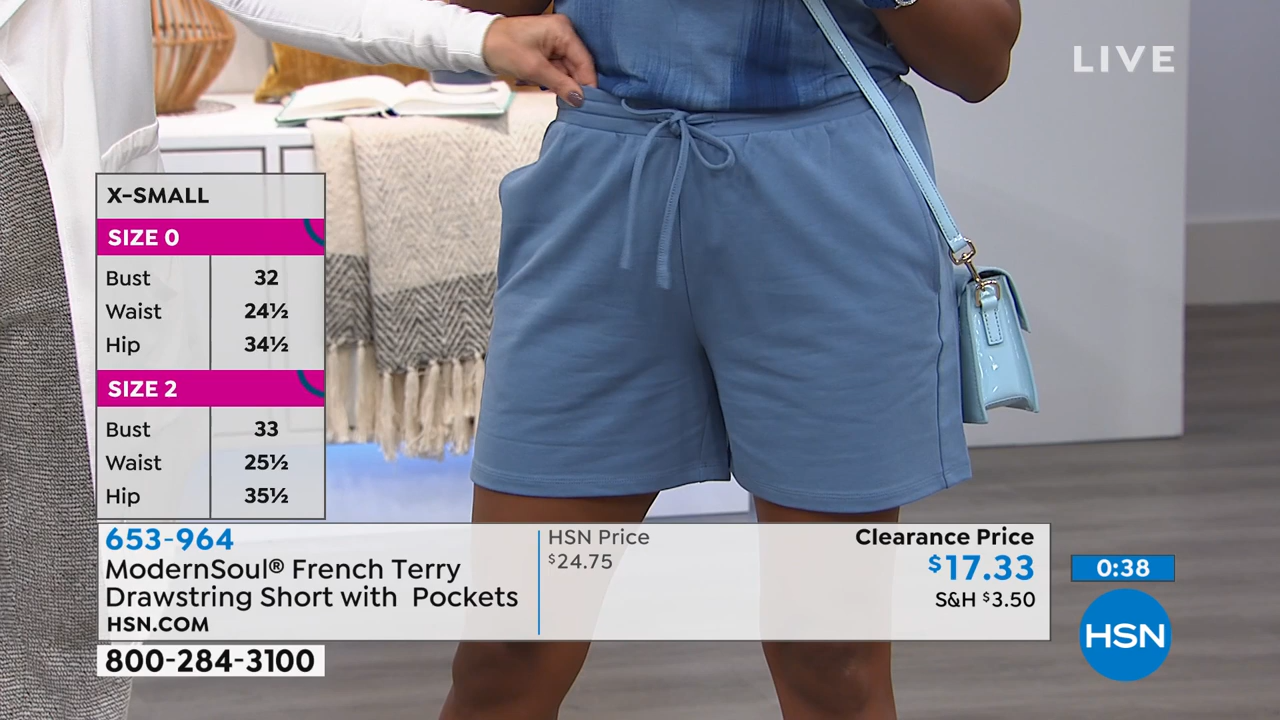 LIVE
X-SMALL
SIZE 0
Bust 32
Waist 24½
Hip 34½
SIZE 2
Bust 33
Waist 25½
Hip 35½
653-964
ModernSoul® French Terry
Drawstring Short with Pockets
HSN.COM
HSN Price
$24.75
Clearance Price
$17.33
S&H $3.50
800-284-3100
0:38
HSN